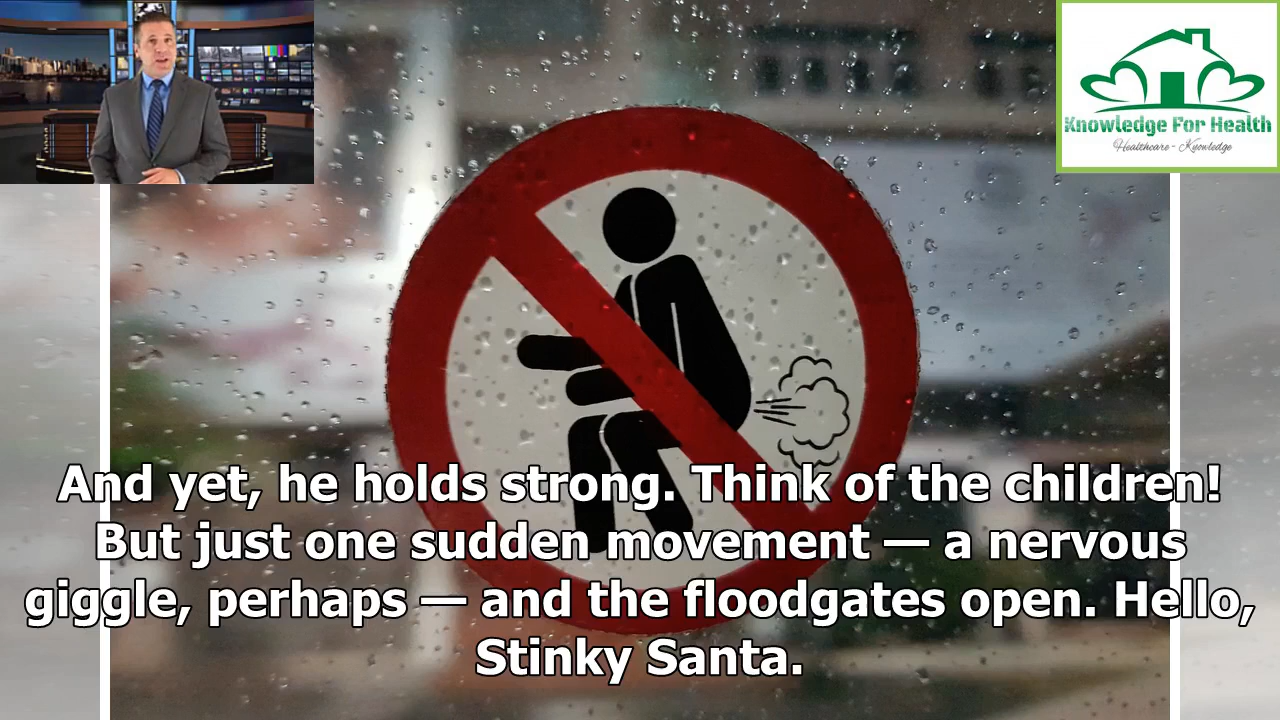 Knowledge For Health
Healthcare - Knowledge
And yet, he holds strong. Think of the children!
But just one sudden movement — a nervous
giggle, perhaps — and the floodgates open. Hello,
Stinky Santa.